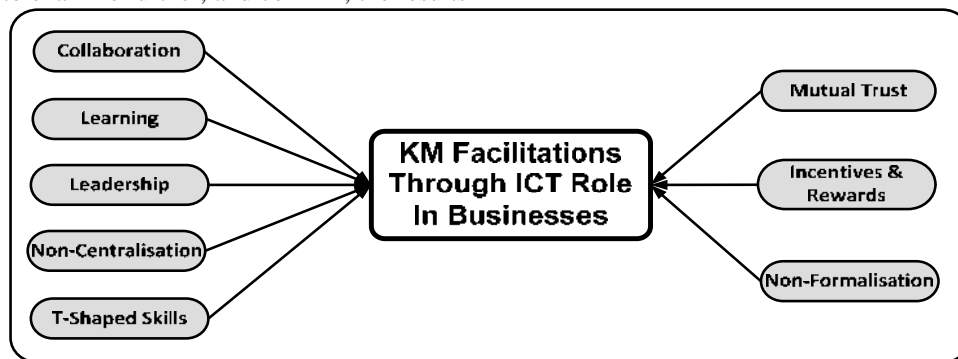 Collaboration
Learning
Leadership
Non-Centralisation
T-Shaped Skills
KM Facilitations
Through ICT Role
In Businesses
Mutual Trust
Incentives &
Rewards
Non-Formalisation